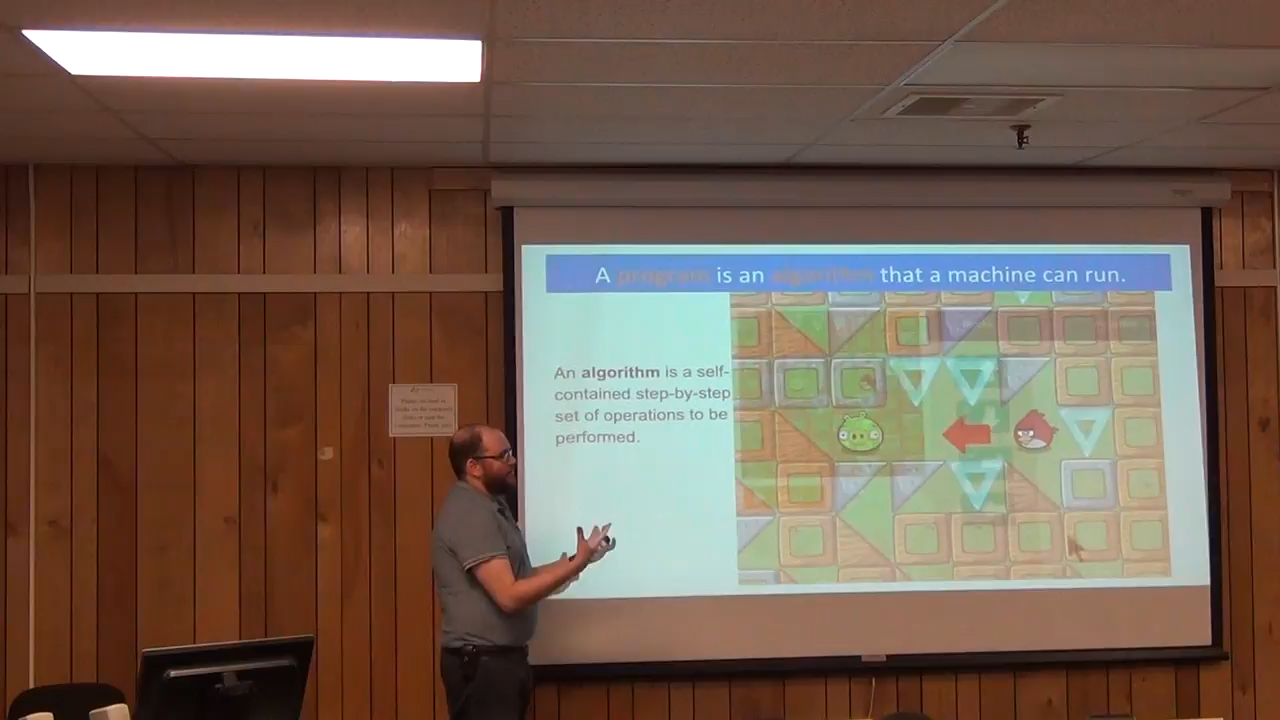 A program is an algorithm that a machine can run.
An algorithm is a self-
contained step-by-step
set of operations to be
performed.